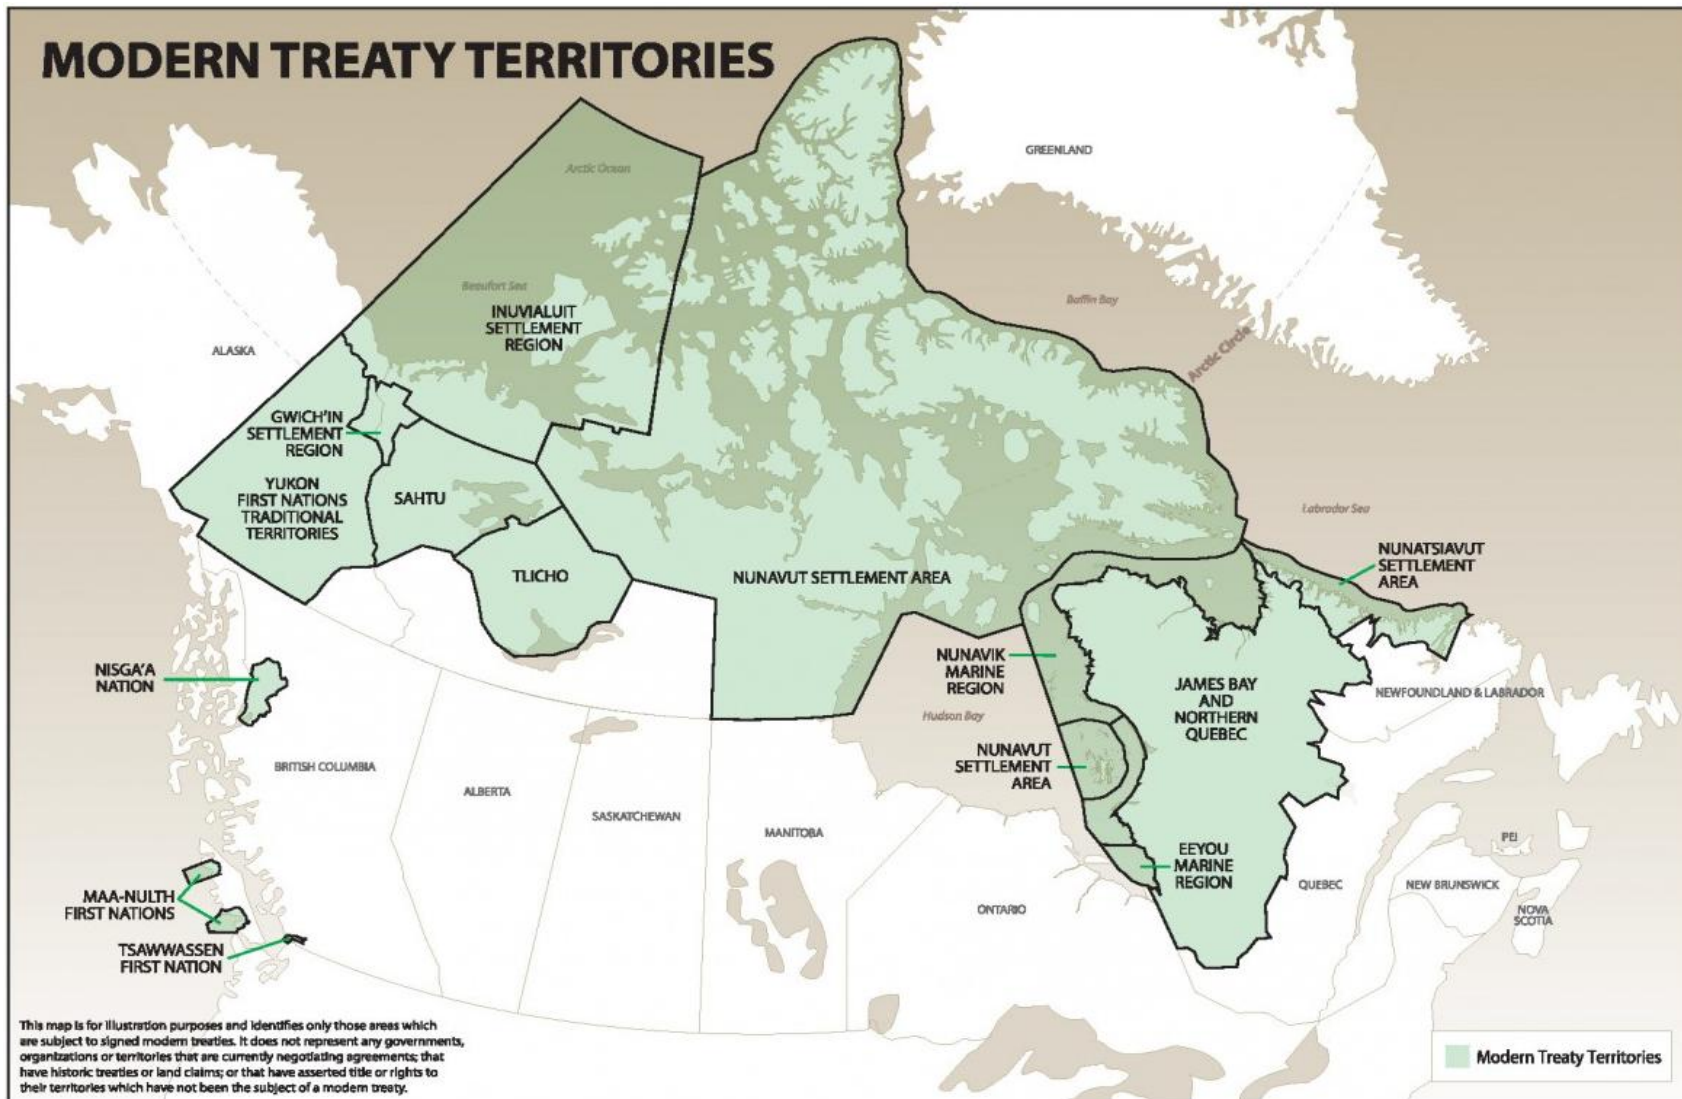 MODERN TREATY TERRITORIES
GREENLAND
Arctic Ocean
Beaufort Sea
Baffin Bay
INUVIALUIT
SETTLEMENT
REGION
Arctic Circle
ALASKA
GWICH'IN
SETTLEMENT
REGION
YUKON
FIRST NATIONS
TRADITIONAL
TERRITORIES
SAHTU
Labrador Sea
NUNATSIAVUT
SETTLEMENT
AREA
TLICHO
NUNAVUT SETTLEMENT AREA
NISGA'A
NATION
NUNAVIK
MARINE
REGION
JAMES BAY
AND
NORTHERN
QUEBEC
NEWFOUNDLAND & LABRADOR
Hudson Bay
NUNAVUT
SETTLEMENT
AREA
BRITISH COLUMBIA
ALBERTA
SASKATCHEWAN
MANITOBA
EEYOU
MARINE
REGION
PEI
QUEBEC
NEW BRUNSWICK
NOVA
SCOTIA
ONTARIO
MAA-NULTH
FIRST NATIONS
TSAWWASSEN
FIRST NATION
This map is for illustration purposes and identifies only those areas which
are subject to signed modern treaties. It does not represent any governments,
organizations or territories that are currently negotiating agreements; that
have historic treaties or land claims; or that have asserted title or rights to
their territories which have not been the subject of a modern treaty.
Modern Treaty Territories